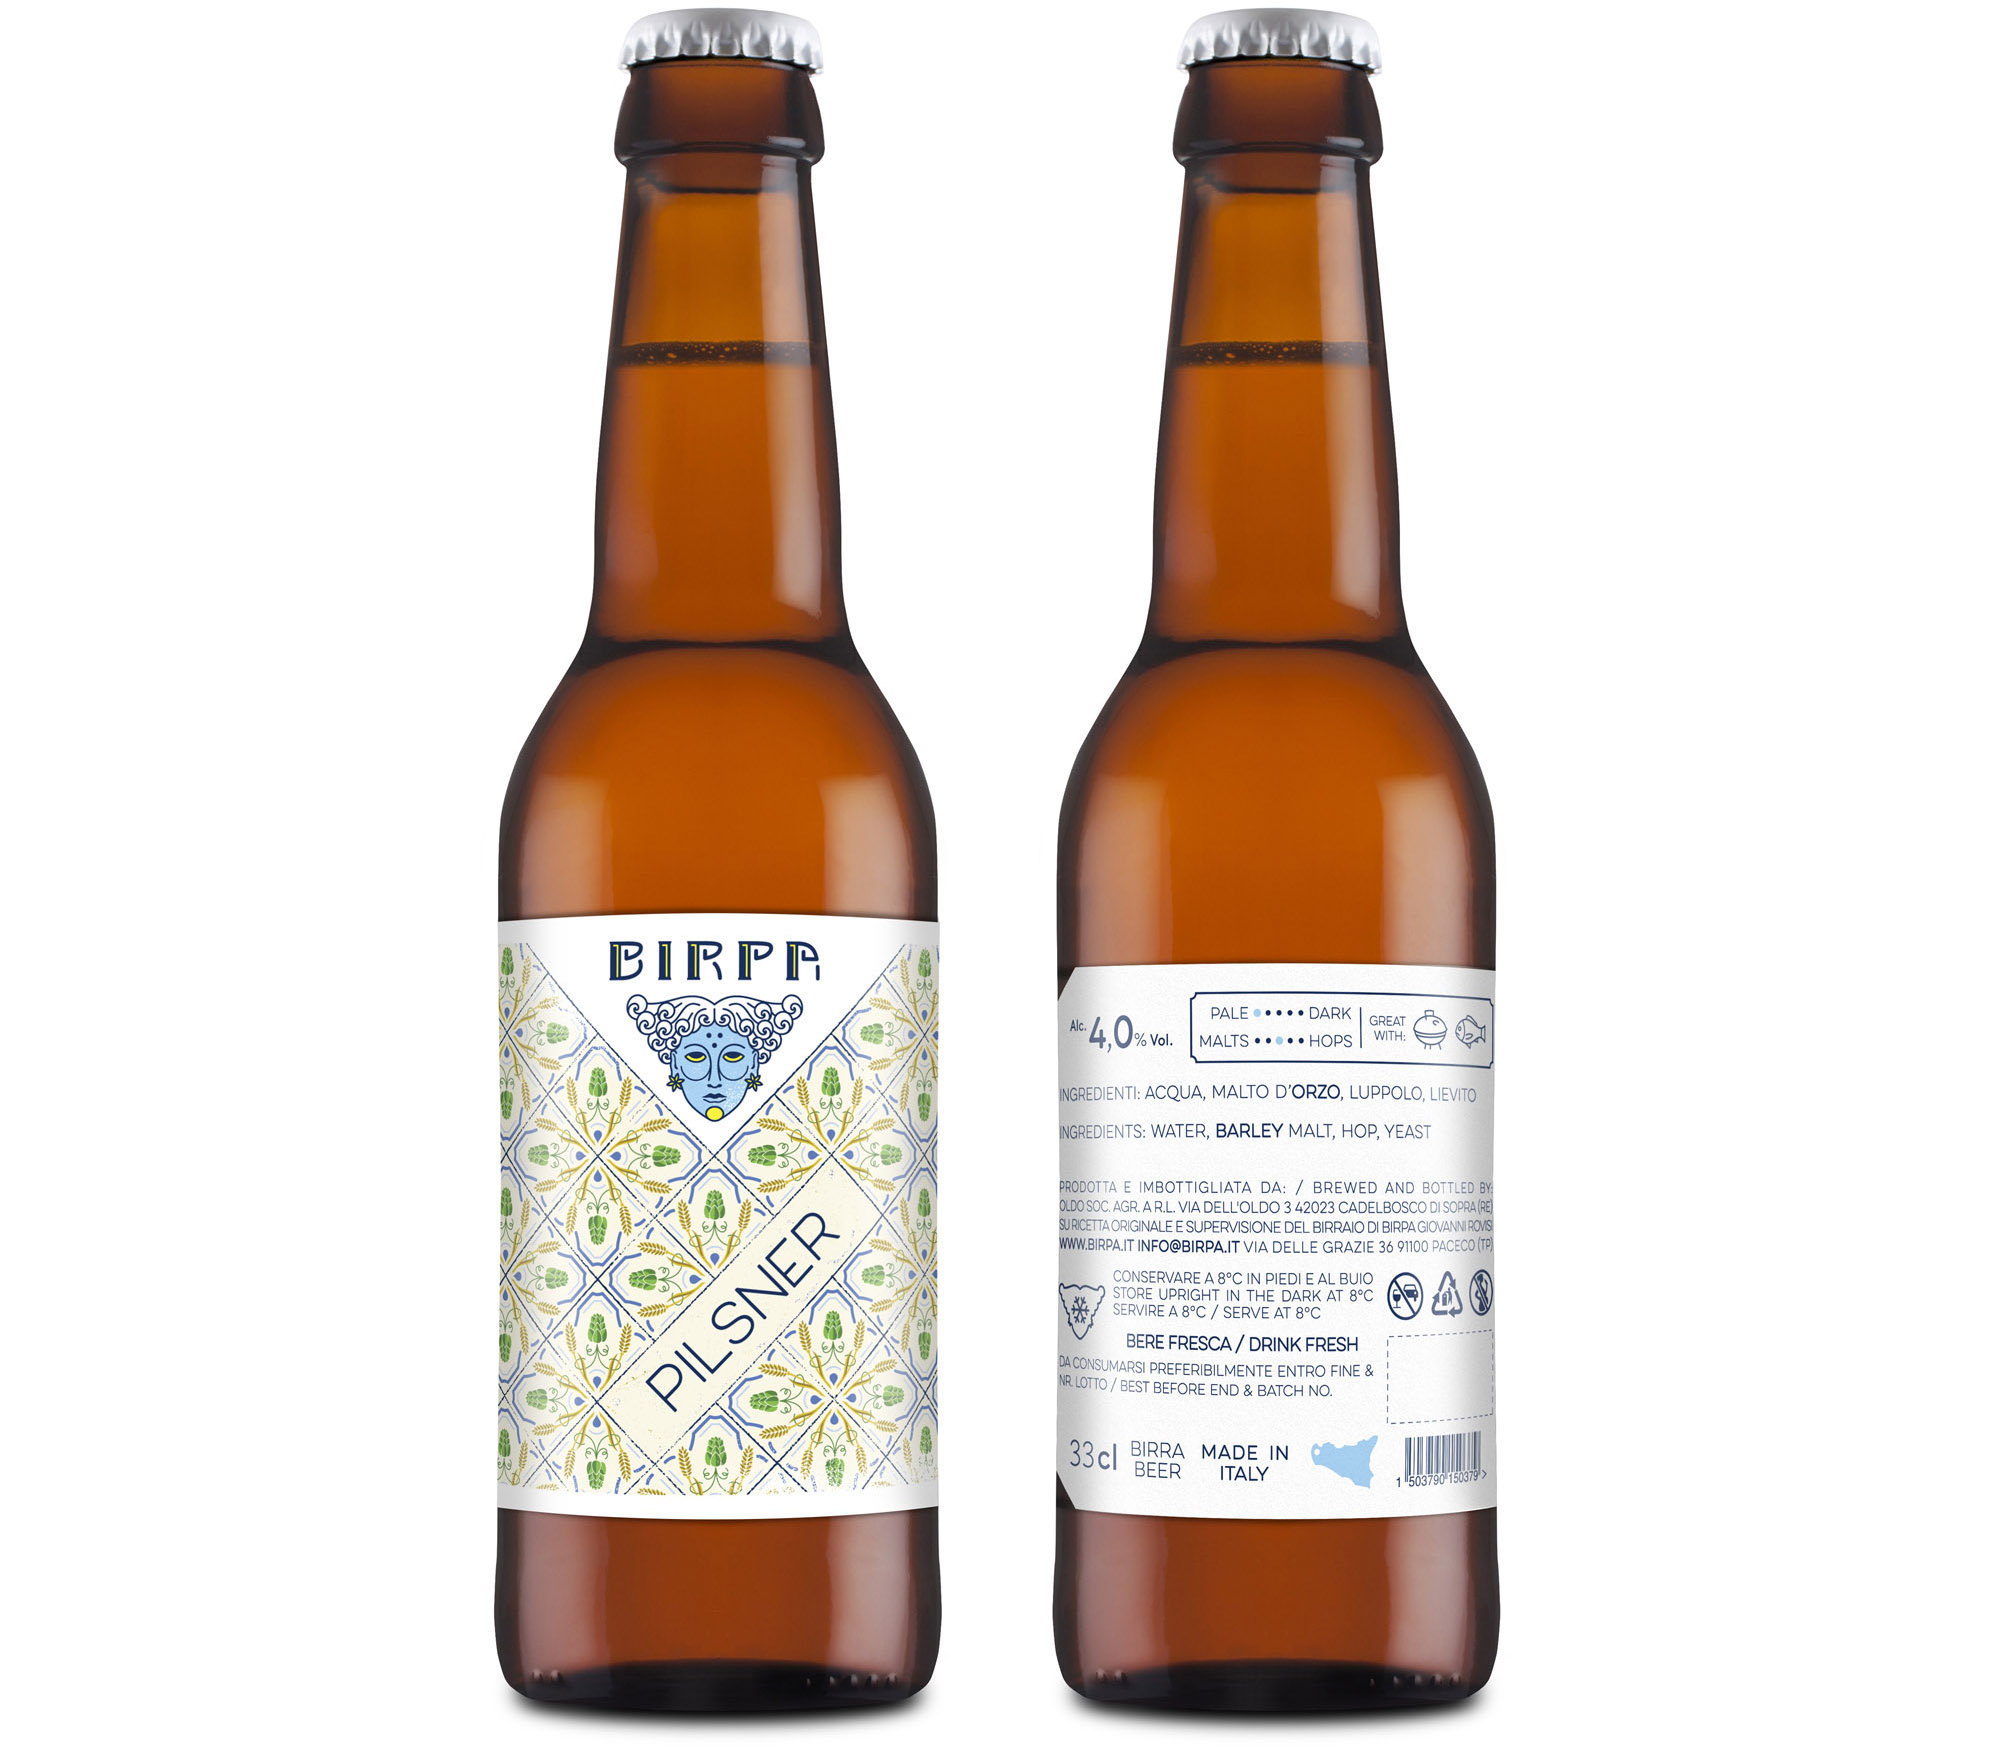 BIRPA
PILSNER
Alc. 4,0% Vol.
PALE DARK
MALTS HOPS
GREAT
WITH:
INGREDIENTI: ACQUA, MALTO D'ORZO, LUPPOLO, LIEVITO
INGREDIENTS: WATER, BARLEY MALT, HOP, YEAST
PRODOTTA E IMBOTTIGLIATA DA: / BREWED AND BOTTLED BY:
OLDO SOC. AGR. A R.L. VIA DELL'OLDO 3 42023 CADELBOSCO DI SOPRA (RE)
SU RICETTA ORIGINALE E SUPERVISIONE DEL BIRRAIO DI BIRPA GIOVANNI ROVISI
WWW.BIRPA.IT INFO@BIRPA.IT VIA DELLE GRAZIE 36 91100 PACECO (TP)
CONSERVARE A 8°C IN PIEDI E AL BUIO
STORE UPRIGHT IN THE DARK AT 8°C
SERVIRE A 8°C / SERVE AT 8°C
BERE FRESCA / DRINK FRESH
DA CONSUMARSI PREFERIBILMENTE ENTRO FINE &
NR. LOTTO / BEST BEFORE END & BATCH NO.
33cl
BIRRA
BEER
MADE IN
ITALY
1 503790 150379 >